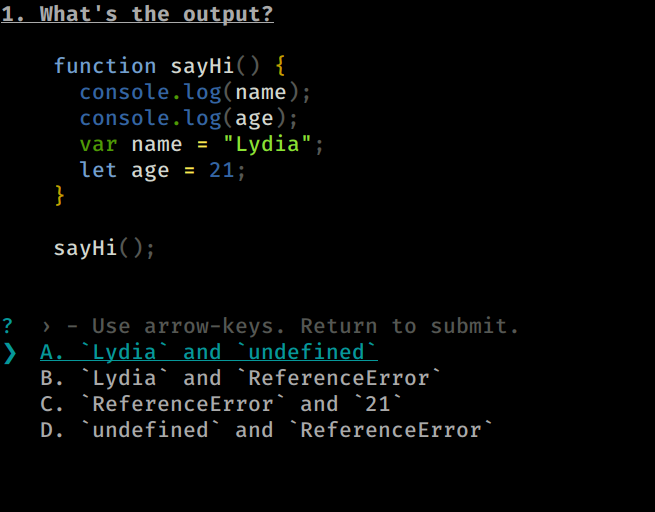 1. What's the output?
function sayHi() {
  console.log(name);
  console.log(age);
  var name = "Lydia";
  let age = 21;
}
sayHi();
?  › - Use arrow-keys. Return to submit.
❯  A. `Lydia` and `undefined`
   B. `Lydia` and `ReferenceError`
   C. `ReferenceError` and `21`
   D. `undefined` and `ReferenceError`